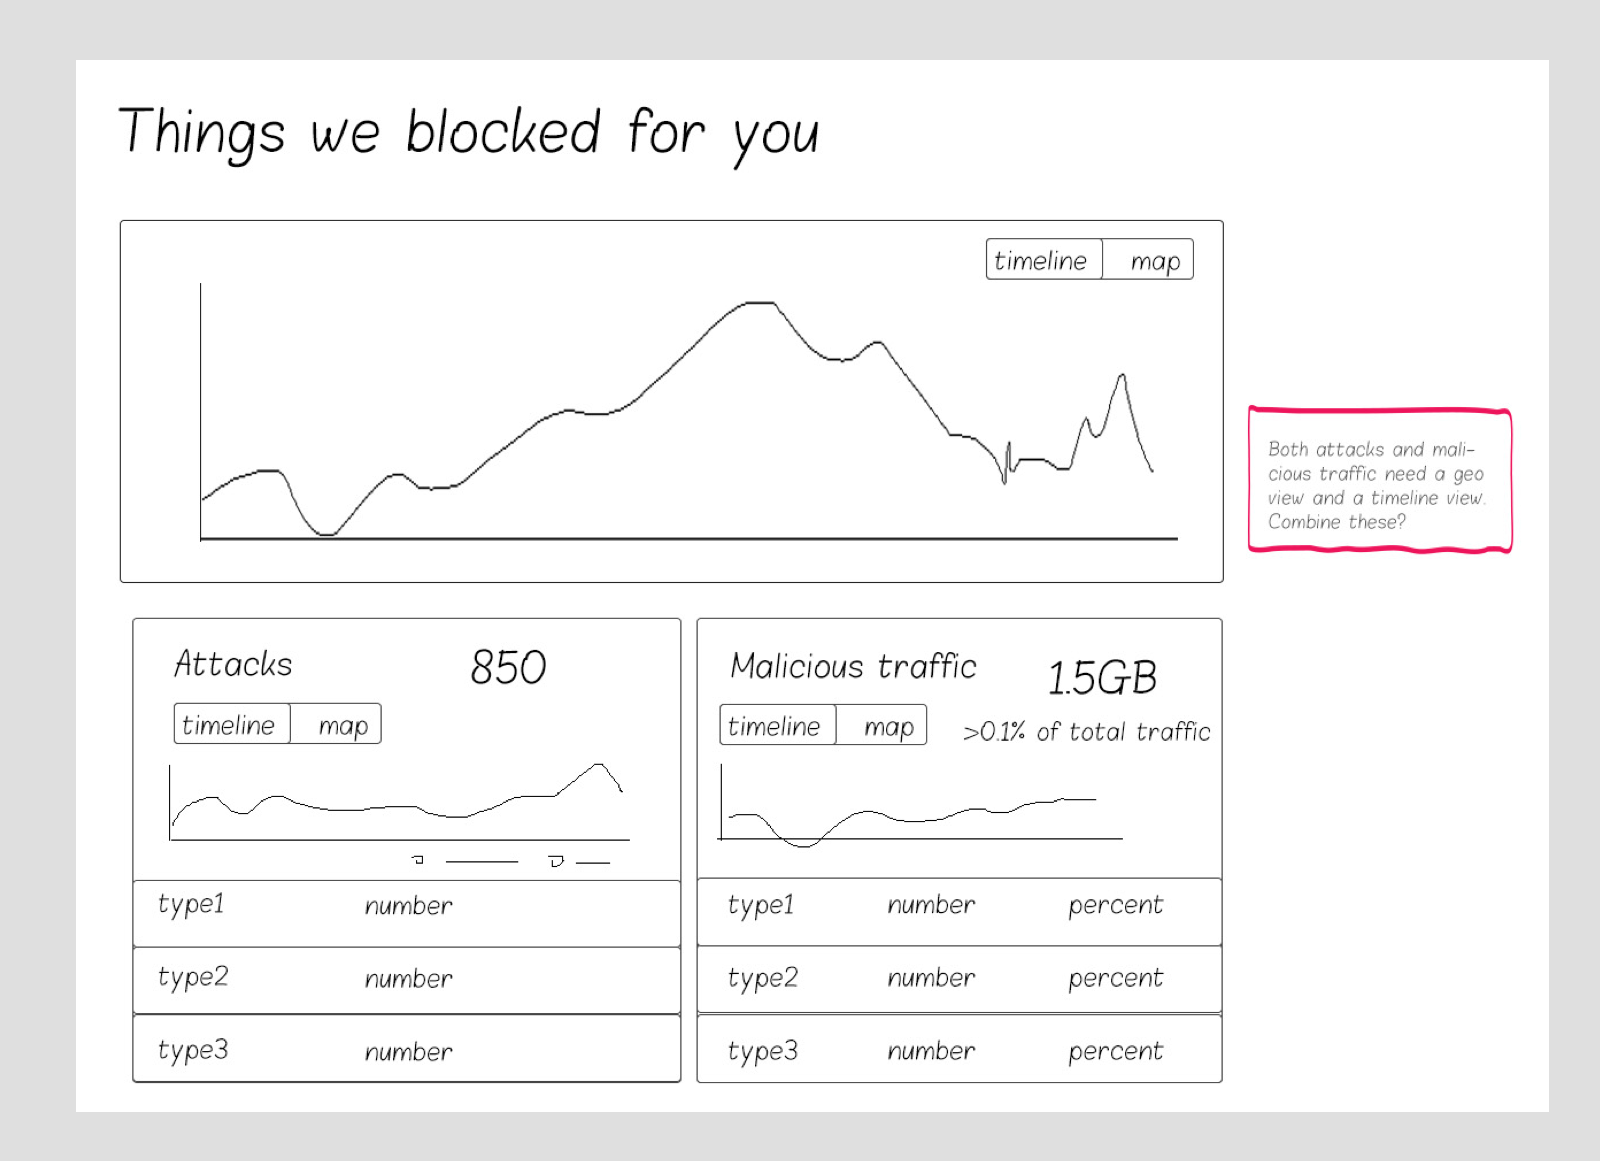 Things we blocked for you
timeline map
Both attacks and mali-
cious traffic need a geo
view and a timeline view.
Combine these?
Attacks 850
timeline map
type1 number
type2 number
type3 number
Malicious traffic 1.5GB
timeline map >0.1% of total traffic
type1 number percent
type2 number percent
type3 number percent